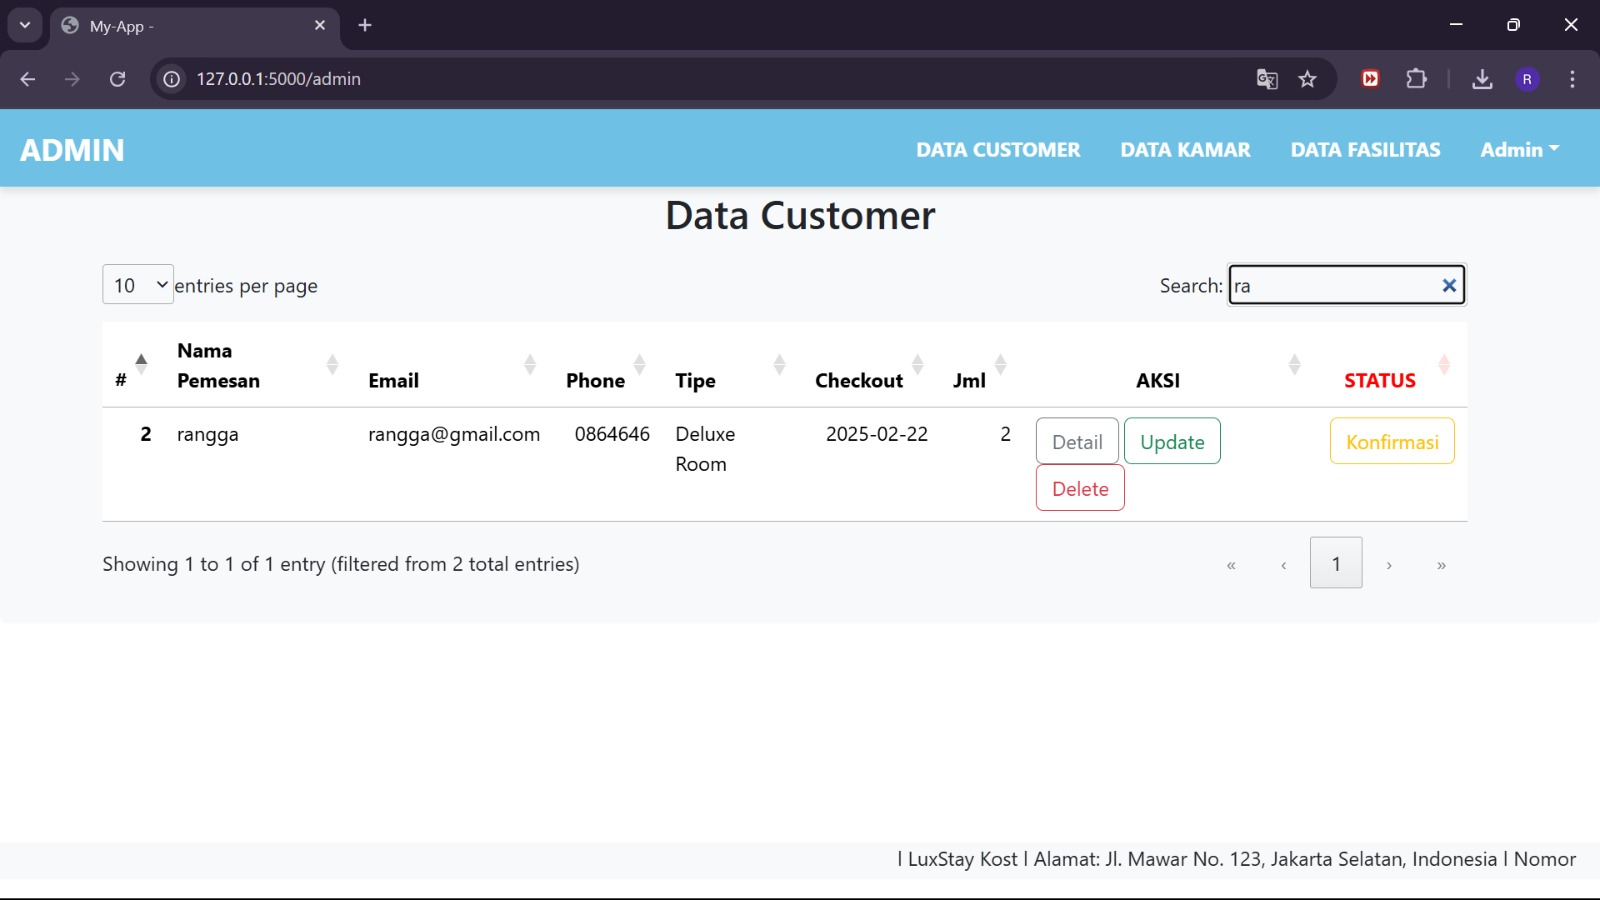 My-App -
127.0.0.1:5000/admin
R
ADMIN
DATA CUSTOMER DATA KAMAR DATA FASILITAS Admin
Data Customer
10 entries per page
Search: ra
# Nama Pemesan Email Phone Tipe Checkout Jml AKSI STATUS
2 rangga rangga@gmail.com 0864646 Deluxe Room 2025-02-22 2 Detail Update Konfirmasi
Delete
Showing 1 to 1 of 1 entry (filtered from 2 total entries)
« ‹ 1 › »
| LuxStay Kost | Alamat: Jl. Mawar No. 123, Jakarta Selatan, Indonesia | Nomor